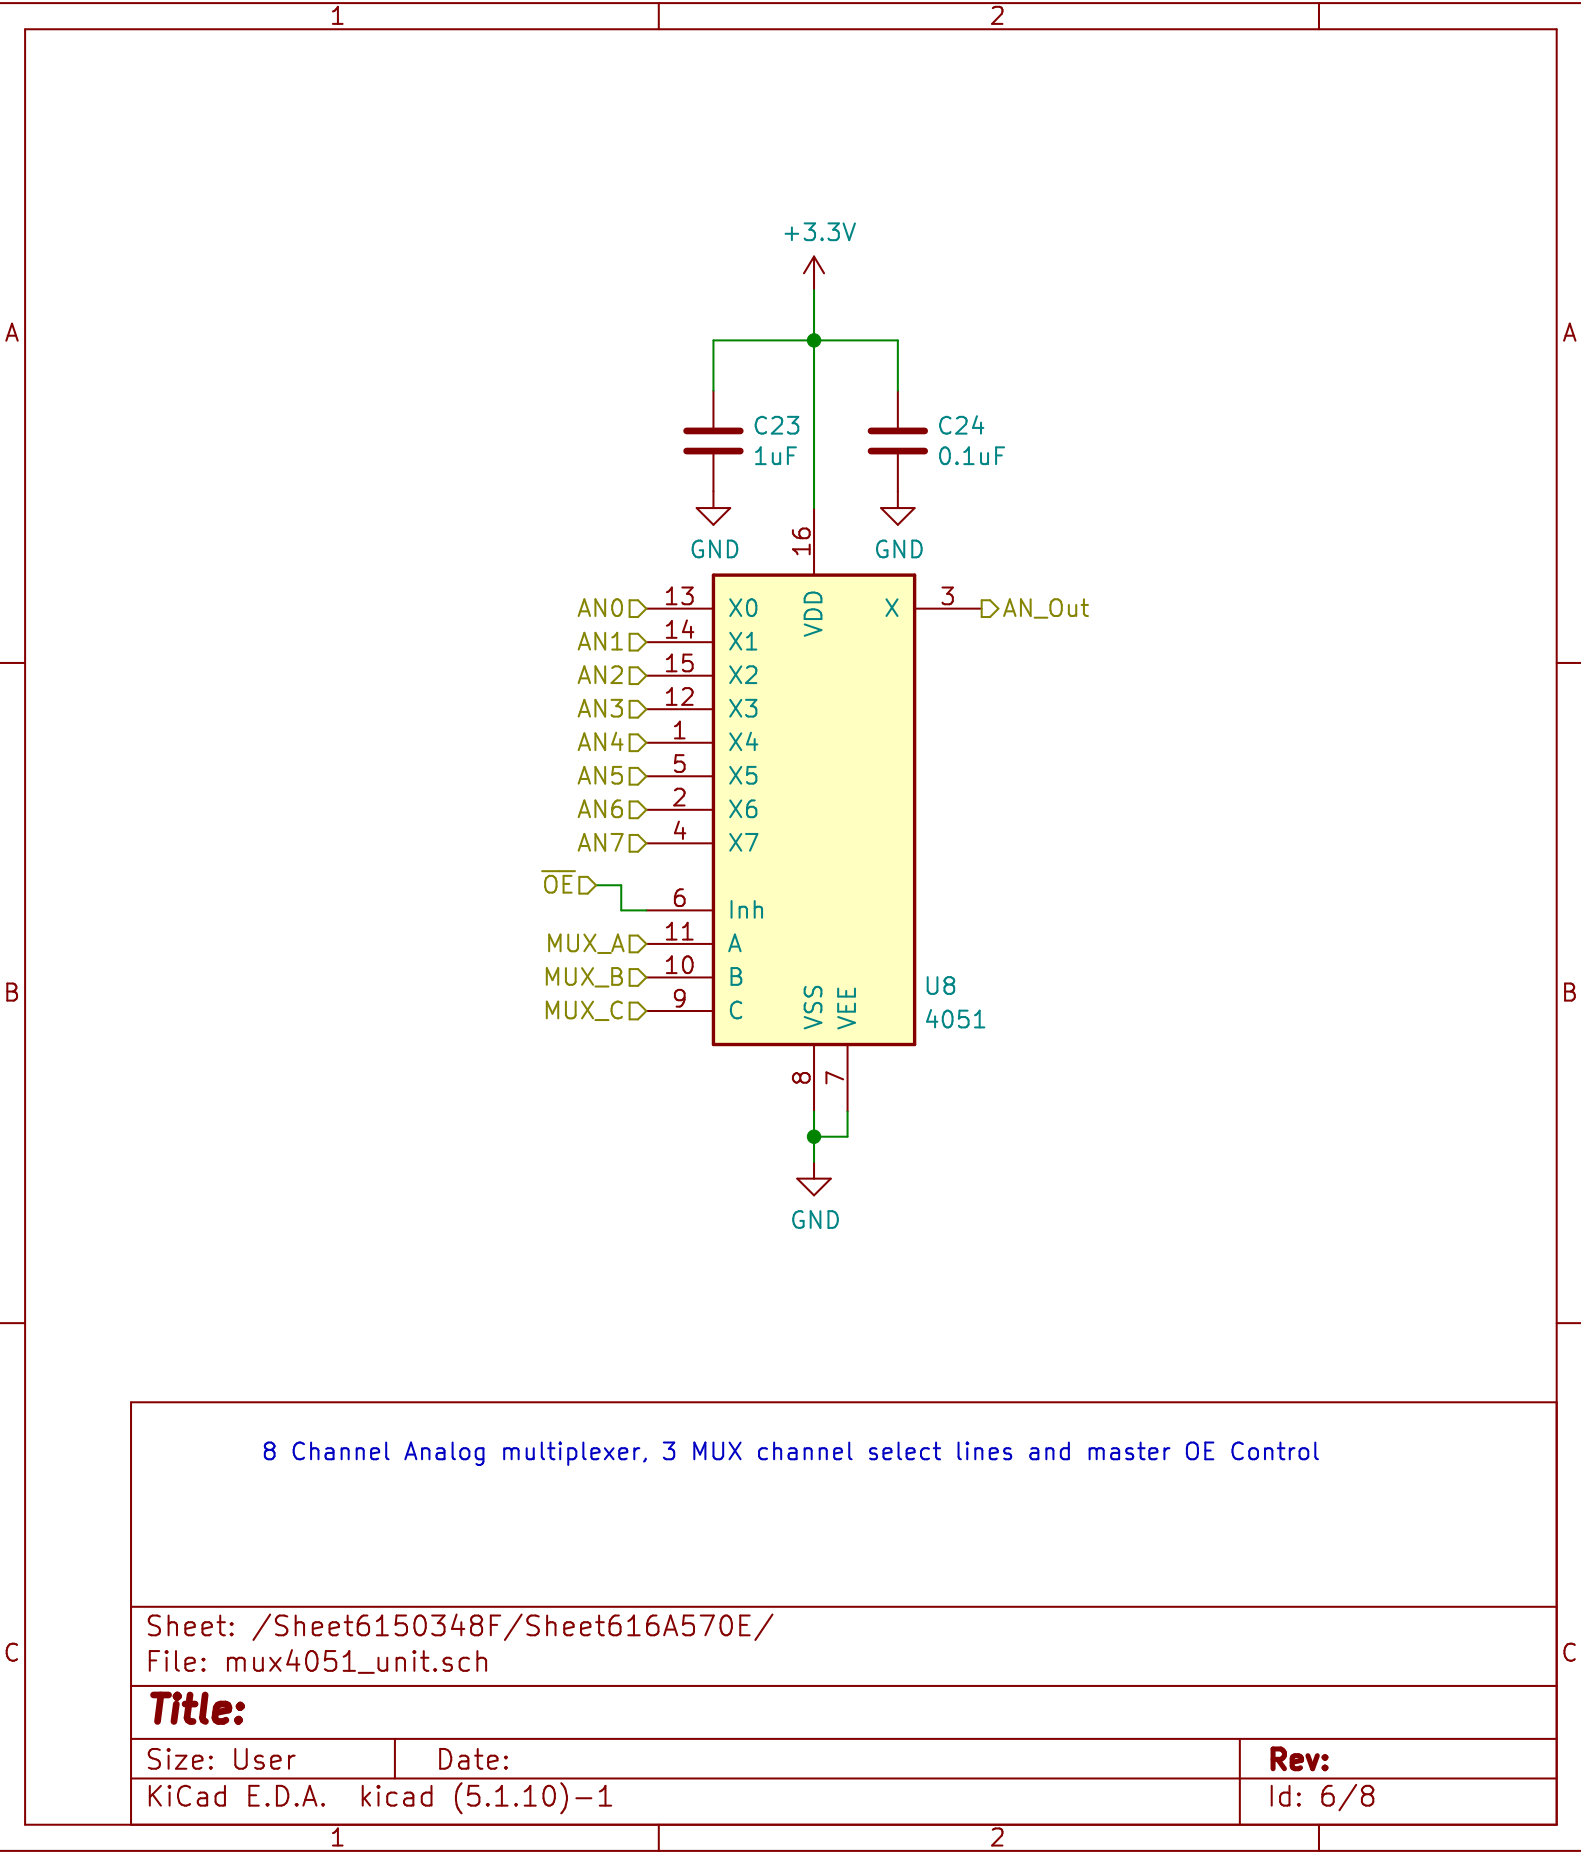 1 2
+3.3V
A A
C23 C24
1uF 0.1uF
16
GND GND
AN0 13 X0 VDD X 3 AN_Out
AN1 14 X1
AN2 15 X2
AN3 12 X3
AN4 1 X4
AN5 5 X5
AN6 2 X6
AN7 4 X7
OE 6 Inh
MUX_A 11 A
MUX_B 10 B
B B
MUX_C 9 C VSS VEE
U8
4051
8 7
GND
8 Channel Analog multiplexer, 3 MUX channel select lines and master OE Control
Sheet: /Sheet6150348F/Sheet616A570E/
C C
File: mux4051_unit.sch
Title:
Size: User Date: Rev:
KiCad E.D.A. kicad (5.1.10)-1 Id: 6/8
1 2